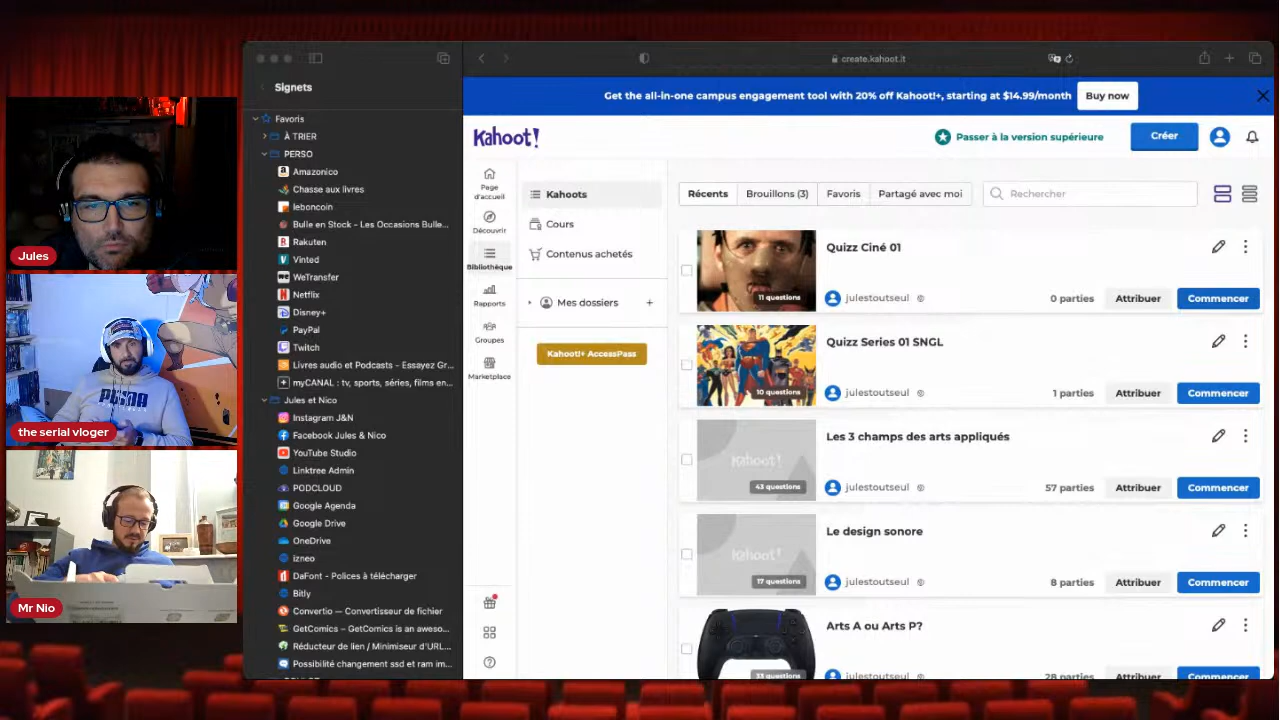 Jules
the serial vloger
PUMA
Mr Nio
Signets
Favoris
À TRIER
PERSO
Amazonico
Chasse aux livres
leboncoin
Bulle en Stock - Les Occasions Bulle...
Rakuten
Vinted
WeTransfer
Netflix
Disney+
PayPal
Twitch
Livres audio et Podcasts - Essayez Gr...
myCANAL : tv, sports, séries, films en...
Jules et Nico
Instagram J&N
Facebook Jules & Nico
YouTube Studio
Linktree Admin
PODCLOUD
Google Agenda
Google Drive
OneDrive
izneo
DaFont - Polices à télécharger
Bitly
Convertio — Convertisseur de fichier
GetComics – GetComics is an aweso...
Réducteur de lien / Minimiseur d'URL...
Possibilité changement ssd et ram im...
create.kahoot.it
Get the all-in-one campus engagement tool with 20% off Kahoot!+, starting at $14.99/month
Buy now
Kahoot!
Passer à la version supérieure
Créer
Page
d'accueil
Découvrir
Bibliothèque
Rapports
Groupes
Marketplace
Kahoots
Cours
Contenus achetés
Mes dossiers
Kahoot!+ AccessPass
Récents
Brouillons (3)
Favoris
Partagé avec moi
Rechercher
Quizz Ciné 01
11 questions
julestoutseul
0 parties
Attribuer
Commencer
Quizz Series 01 SNGL
10 questions
julestoutseul
1 parties
Attribuer
Commencer
Les 3 champs des arts appliqués
Kahoot!
43 questions
julestoutseul
57 parties
Attribuer
Commencer
Le design sonore
Kahoot!
17 questions
julestoutseul
8 parties
Attribuer
Commencer
Arts A ou Arts P?
33 questions
julestoutseul
28 parties
Attribuer
Commencer